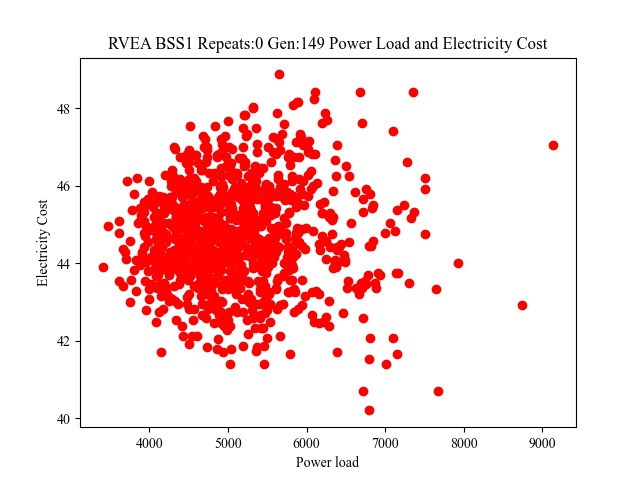 RVEA BSS1 Repeats:0 Gen:149 Power Load and Electricity Cost
48
46
44
42
40
Electricity Cost
4000 5000 6000 7000 8000 9000
Power load